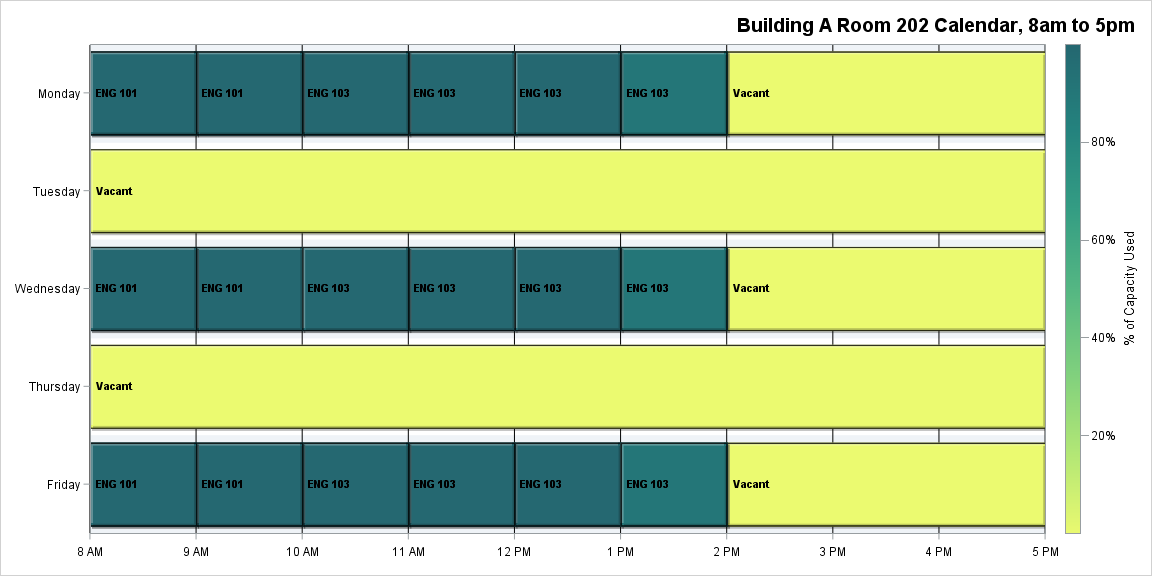 Building A Room 202 Calendar, 8am to 5pm
Monday
ENG 101
ENG 101
ENG 103
ENG 103
ENG 103
ENG 103
Vacant
Tuesday
Vacant
Wednesday
ENG 101
ENG 101
ENG 103
ENG 103
ENG 103
ENG 103
Vacant
Thursday
Vacant
Friday
ENG 101
ENG 101
ENG 103
ENG 103
ENG 103
ENG 103
Vacant
8 AM
9 AM
10 AM
11 AM
12 PM
1 PM
2 PM
3 PM
4 PM
5 PM
80%
60%
40%
20%
% of Capacity Used